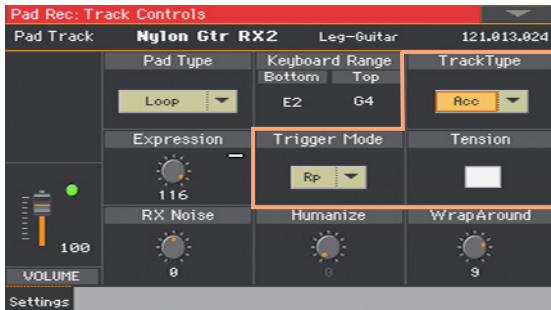 Pad Rec: Track Controls
Pad Track Nylon Gtr RX2 Leg-Guitar 121.013.024
Pad Type Keyboard Range TrackType
Bottom Top
Loop E2 G4 Acc
Expression Trigger Mode Tension
Rp
116
RX Noise Humanize WrapAround
100
VOLUME 0 0 9
Settings